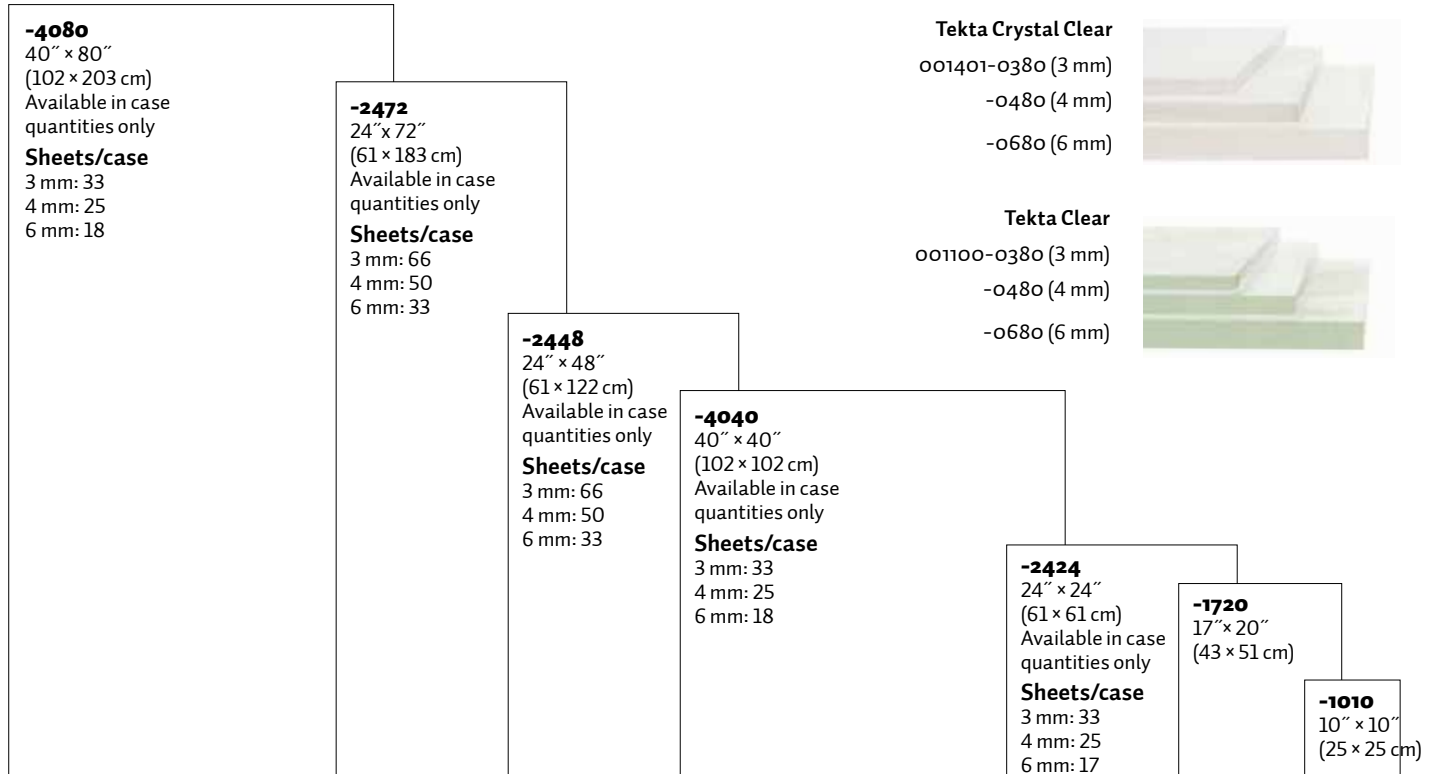 -4080
40˝ × 80˝
(102 × 203 cm)
Available in case
quantities only
Sheets/case
3 mm: 33
4 mm: 25
6 mm: 18
-2472
24˝x 72˝
(61 × 183 cm)
Available in case
quantities only
Sheets/case
3 mm: 66
4 mm: 50
6 mm: 33
-2448
24˝ × 48˝
(61 × 122 cm)
Available in case
quantities only
Sheets/case
3 mm: 66
4 mm: 50
6 mm: 33
-4040
40˝ × 40˝
(102 × 102 cm)
Available in case
quantities only
Sheets/case
3 mm: 33
4 mm: 25
6 mm: 18
-2424
24˝ × 24˝
(61 × 61 cm)
Available in case
quantities only
Sheets/case
3 mm: 33
4 mm: 25
6 mm: 17
-1720
17˝× 20˝
(43 × 51 cm)
-1010
10˝ × 10˝
(25 × 25 cm)
Tekta Crystal Clear
001401-0380 (3 mm)
-0480 (4 mm)
-0680 (6 mm)
Tekta Clear
001100-0380 (3 mm)
-0480 (4 mm)
-0680 (6 mm)